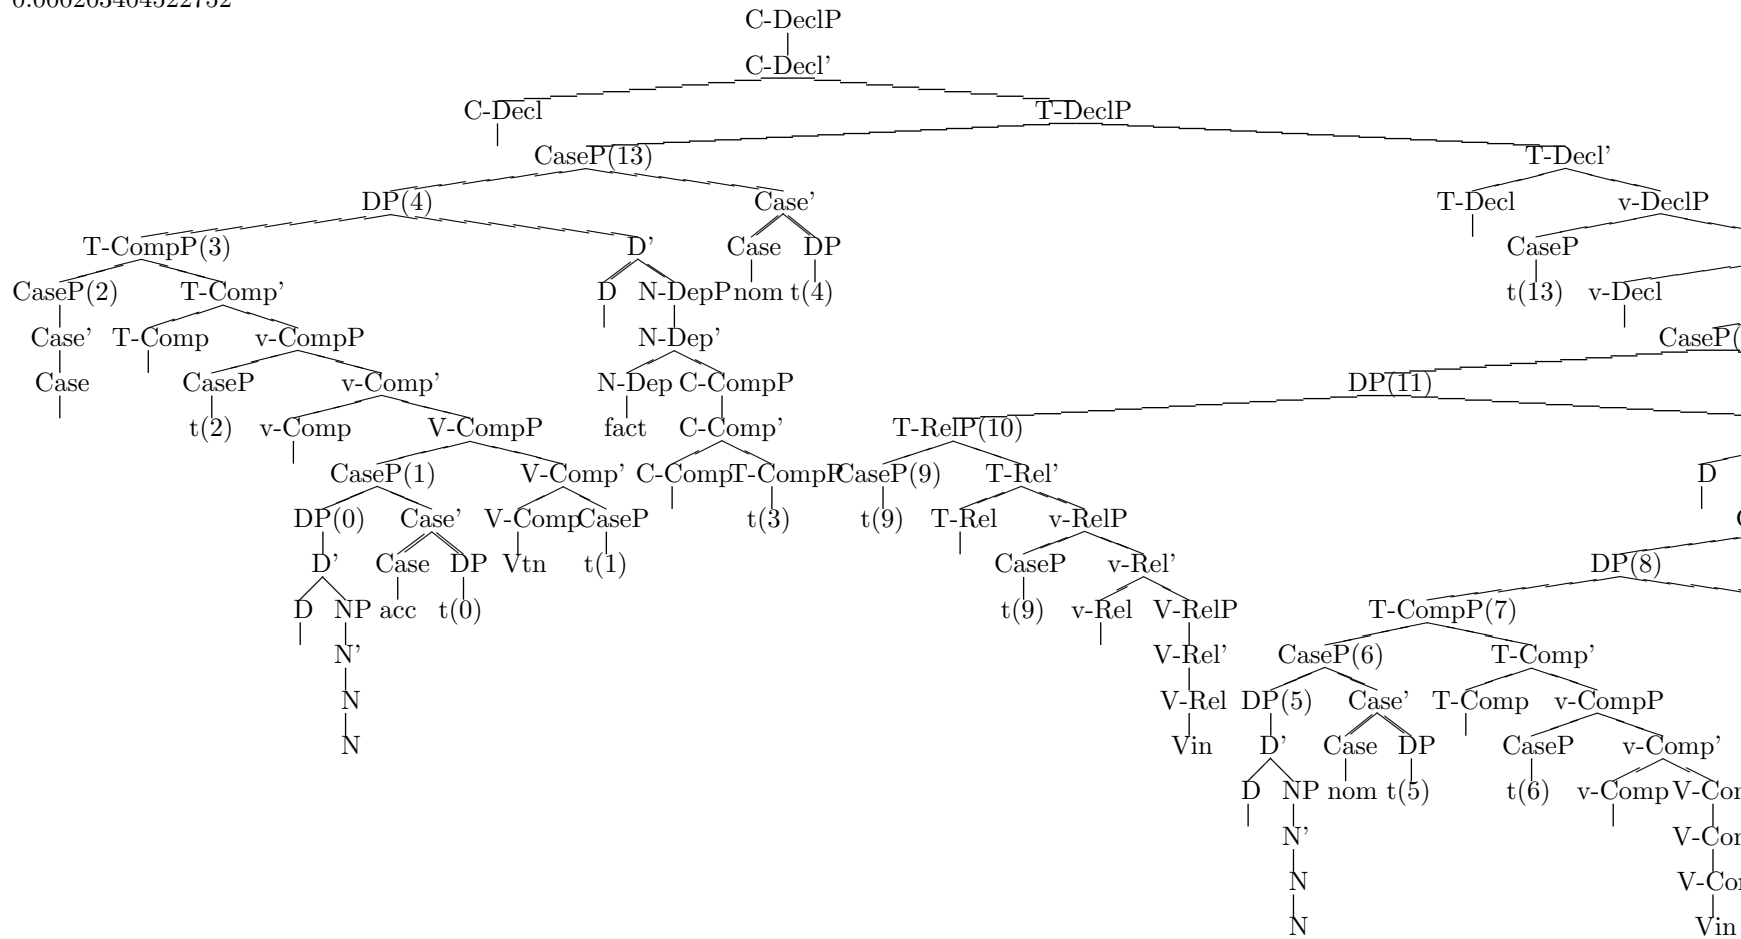 C-DeclP
C-Decl'
C-Decl T-DeclP
CaseP(13) T-Decl'
DP(4) Case' T-Decl v-DeclP
T-CompP(3) D' Case DP CaseP
CaseP(2) T-Comp' D N-DepP nom t(4) t(13) v-Decl
Case' T-Comp v-CompP N-Dep' CaseP(
Case CaseP v-Comp' N-Dep C-CompP DP(11)
t(2) v-Comp V-CompP fact C-Comp' T-RelP(10)
CaseP(1) V-Comp' C-Comp T-CompP CaseP(9) T-Rel' D
DP(0) Case' V-Comp CaseP t(3) t(9) T-Rel v-RelP
D' Case DP Vtn t(1) CaseP v-Rel' DP(8)
D NP acc t(0) t(9) v-Rel V-RelP T-CompP(7)
N' V-Rel' CaseP(6) T-Comp'
N V-Rel DP(5) Case' T-Comp v-CompP
N Vin D' Case DP CaseP v-Comp'
D NP nom t(5) t(6) v-Comp
N'
N
N Vin